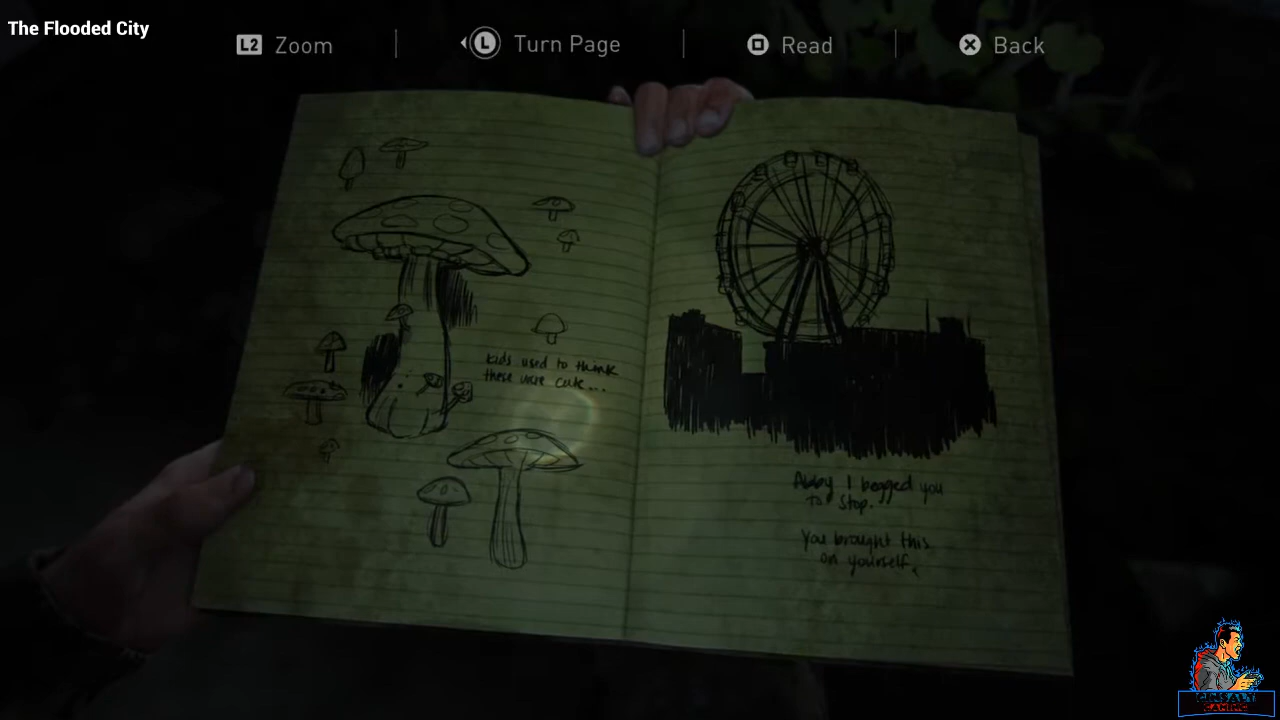 The Flooded City
L2 Zoom
L Turn Page
Read
Back
kids used to think
these were cute...
Abby I begged you
to stop.
You brought this
on yourself.
GAMING